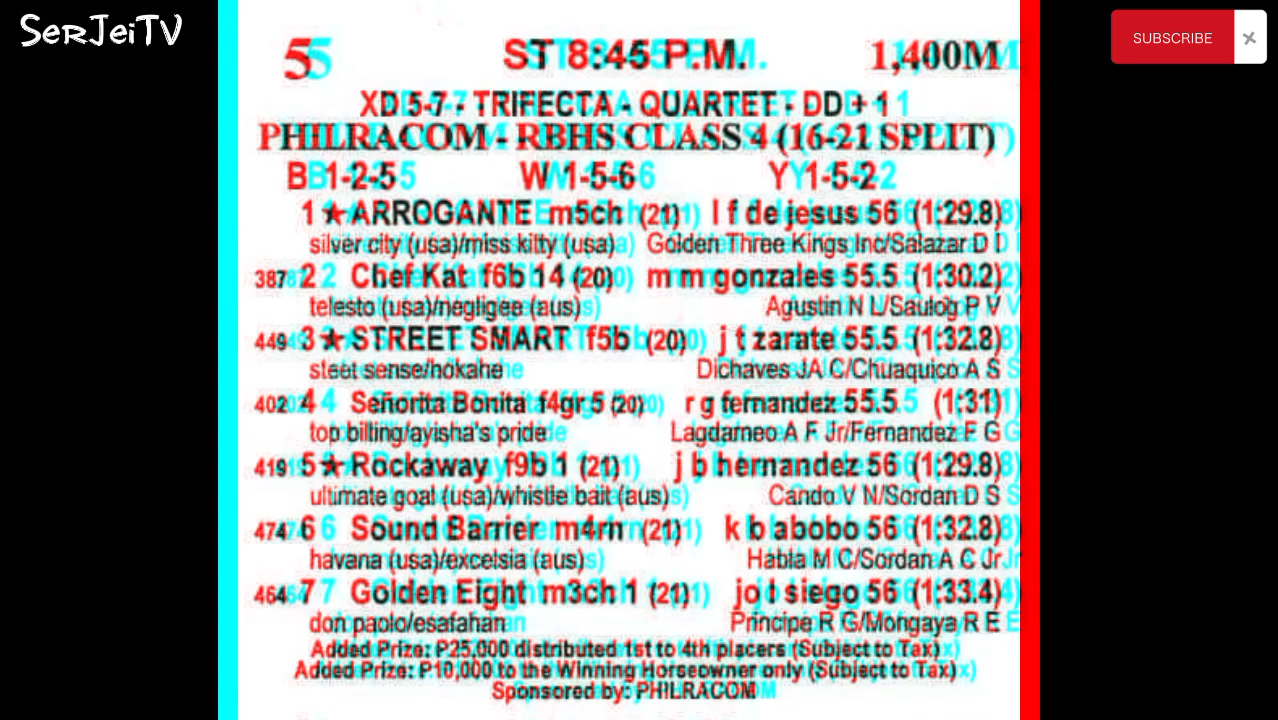 SerJeiTV
SUBSCRIBE
5 ST 8:45 P.M. 1,400M
XD 5-7 - TRIFECTA - QUARTET - DD + 1
PHILRACOM - RBHS CLASS 4 (16-21 SPLIT)
B 1-2-5 W 1-5-6 Y 1-5-2
1 ★ ARROGANTE m5ch (21) l f de jesus 56 (1:29.8)
silver city (usa)/miss kitty (usa) Golden Three Kings Inc/Salazar D D
387 2 Chef Kat f6b 14 (20) m m gonzales 55.5 (1:30.2)
telesto (usa)/negligee (aus) Agustin N L/Saulog P V
449 3 ★ STREET SMART f5b (20) j t zarate 55.5 (1:32.8)
steet sense/hokahe Dichaves JA C/Chuaquico A S
402 4 Señorita Bonita f4gr 5 (20) r g fernandez 55.5 (1:31)
top billing/ayisha's pride Lagdameo A F Jr/Fernandez F G
419 5 ★ Rockaway f9b 1 (21) j b hernandez 56 (1:29.8)
ultimate goal (usa)/whistle bait (aus) Cando V N/Sordan D S
474 6 Sound Barrier m4rh (21) k b abobo 56 (1:32.8)
havana (usa)/excelsia (aus) Habla M C/Sordan A C Jr
464 7 Golden Eight m3ch 1 (21) jo l siego 56 (1:33.4)
don paolo/esafahan Principe R G/Mongaya R E
Added Prize: ₱25,000 distributed 1st to 4th placers (Subject to Tax)
Added Prize: ₱10,000 to the Winning Horseowner only (Subject to Tax)
Sponsored by: PHILRACOM